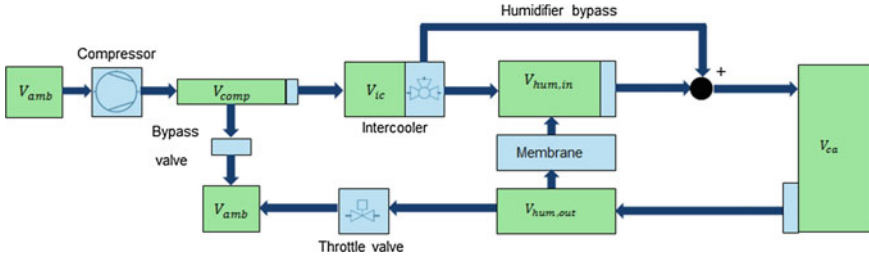 Humidifier bypass
Compressor
+
V_amb
V_comp
V_ic
V_hum,in
Intercooler
Bypass
valve
Membrane
V_ca
V_amb
V_hum,out
Throttle valve